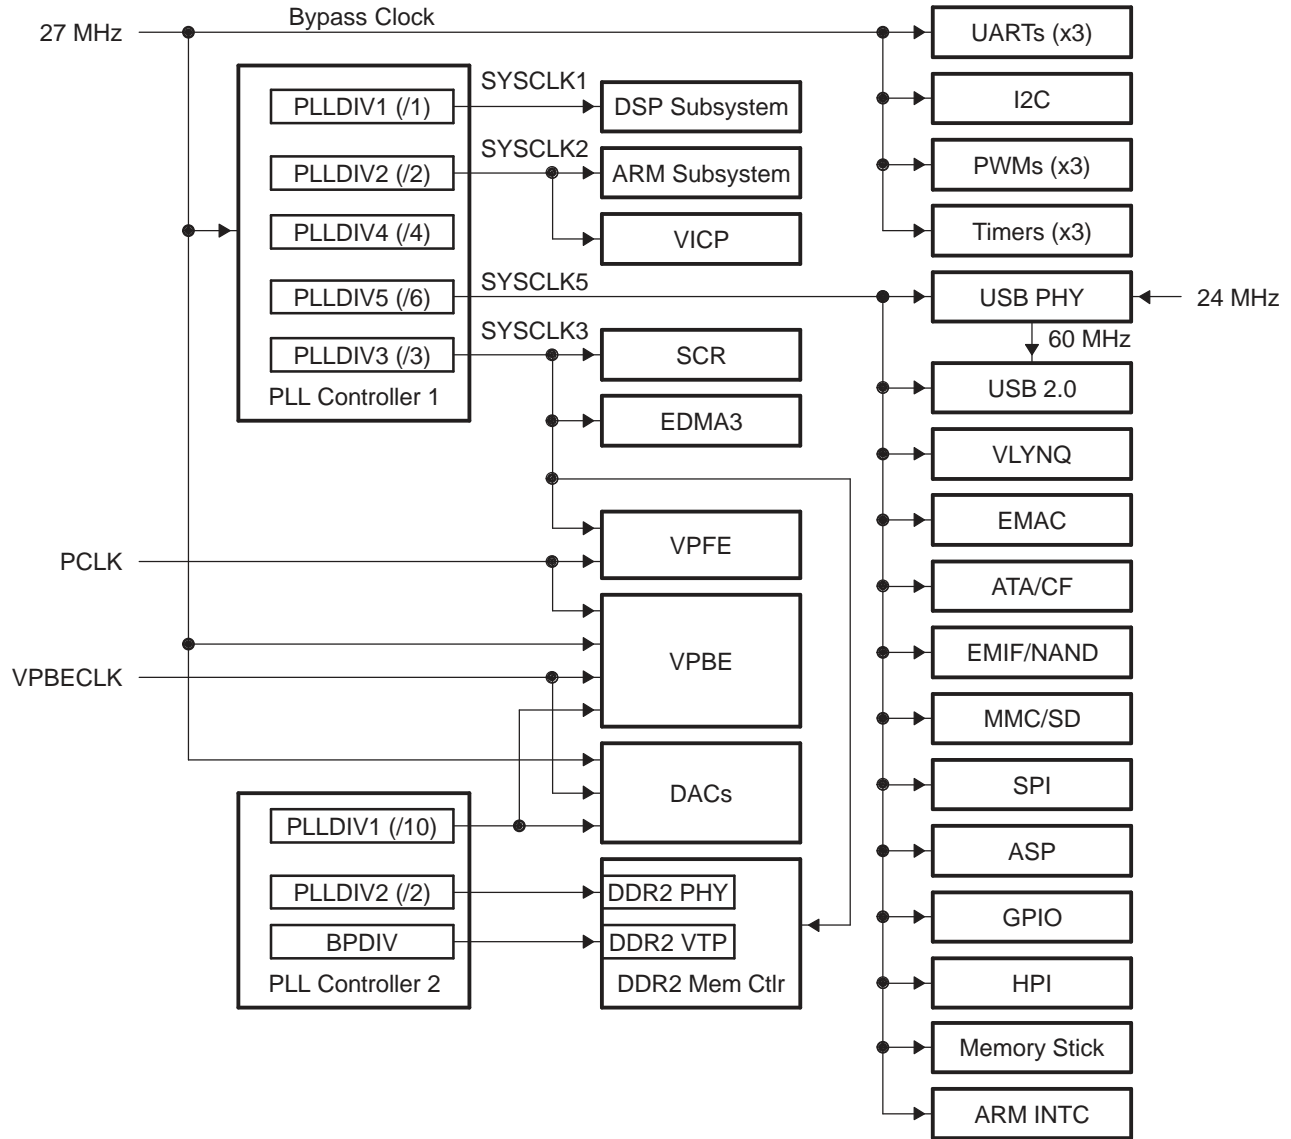 Bypass Clock
27 MHz
UARTs (x3)
SYSCLK1
PLLDIV1 (/1)
DSP Subsystem
I2C
SYSCLK2
PLLDIV2 (/2)
ARM Subsystem
PWMs (x3)
PLLDIV4 (/4)
VICP
Timers (x3)
SYSCLK5
PLLDIV5 (/6)
USB PHY
24 MHz
SYSCLK3
60 MHz
PLLDIV3 (/3)
SCR
PLL Controller 1
USB 2.0
EDMA3
VLYNQ
EMAC
VPFE
PCLK
ATA/CF
EMIF/NAND
VPBE
VPBECLK
MMC/SD
SPI
DACs
PLLDIV1 (/10)
ASP
PLLDIV2 (/2)
DDR2 PHY
GPIO
BPDIV
DDR2 VTP
PLL Controller 2
DDR2 Mem Ctlr
HPI
Memory Stick
ARM INTC